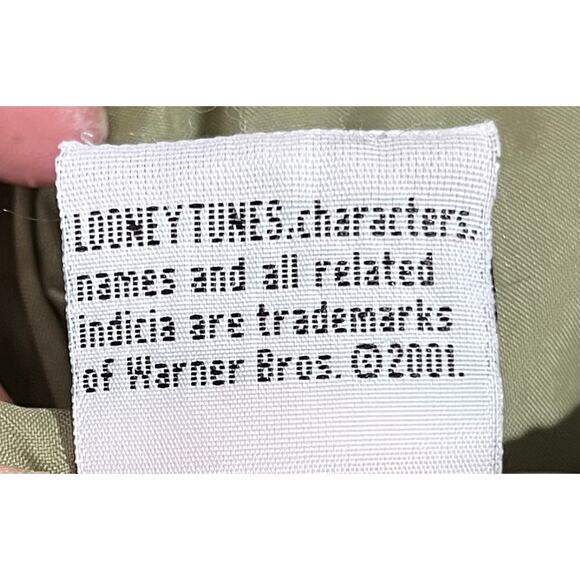 LOONEY TUNES.characters,
names and all related
indicia are trademarks
of Warner Bros. ©2001.